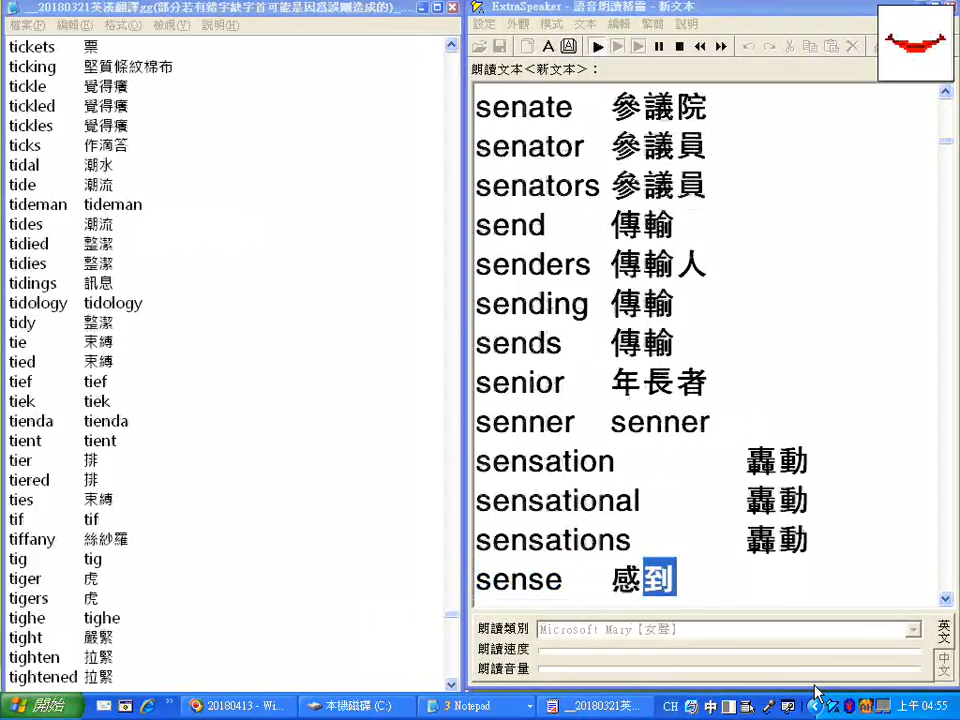 __20180321英漢翻譯gg(部分若有錯字缺字首可能是因為誤刪造成的)_...
檔案(F) 編輯(E) 格式(O) 檢視(V) 說明(H)
tickets 票
ticking 堅質條紋棉布
tickle 覺得癢
tickled 覺得癢
tickles 覺得癢
ticks 作滴答
tidal 潮水
tide 潮流
tideman tideman
tides 潮流
tidied 整潔
tidies 整潔
tidings 訊息
tidology tidology
tidy 整潔
tie 束縛
tied 束縛
tief tief
tiek tiek
tienda tienda
tient tient
tier 排
tiered 排
ties 束縛
tif tif
tiffany 絲紗羅
tig tig
tiger 虎
tigers 虎
tighe tighe
tight 嚴緊
tighten 拉緊
tightened 拉緊
ExtraSpeaker - 語音朗讀精靈 - 新文本
設定 外觀 模式 文本 編輯 繁簡 說明
朗讀文本<新文本>：
senate 參議院
senator 參議員
senators 參議員
send 傳輸
senders 傳輸人
sending 傳輸
sends 傳輸
senior 年長者
senner senner
sensation 轟動
sensational 轟動
sensations 轟動
sense 感到
朗讀類別 Microsoft Mary【女聲】
朗讀速度
朗讀音量
英文
中文
開始 20180413 - Wi... 本機磁碟 (C:) 3 Notepad __20180321英... CH 中 上午 04:55